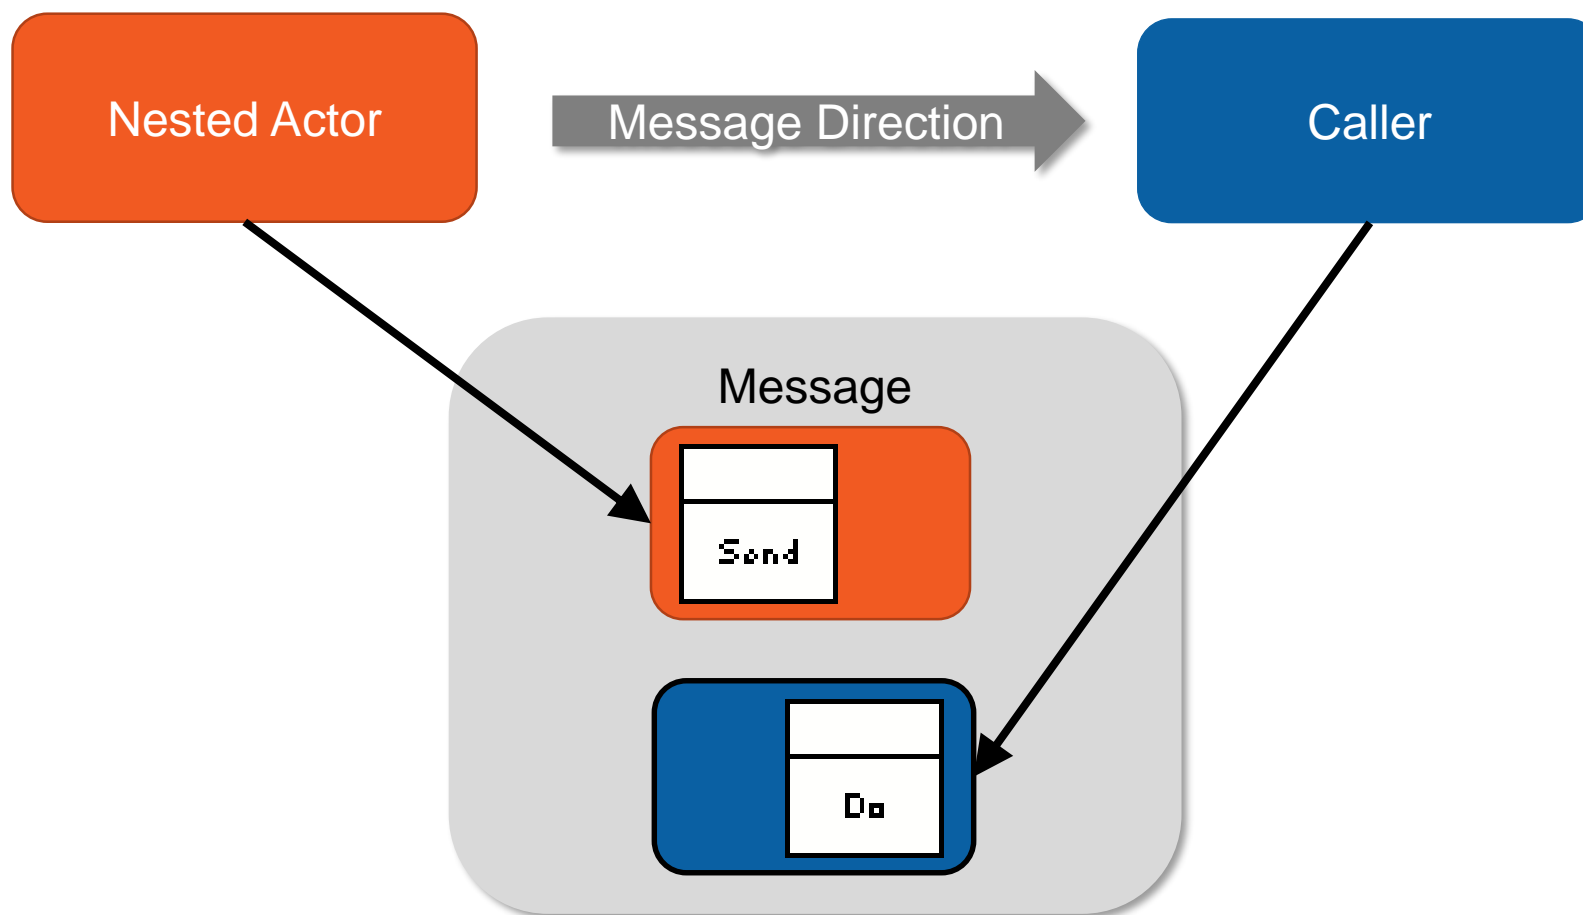 Nested Actor
Message Direction
Caller
Message
Send
Do